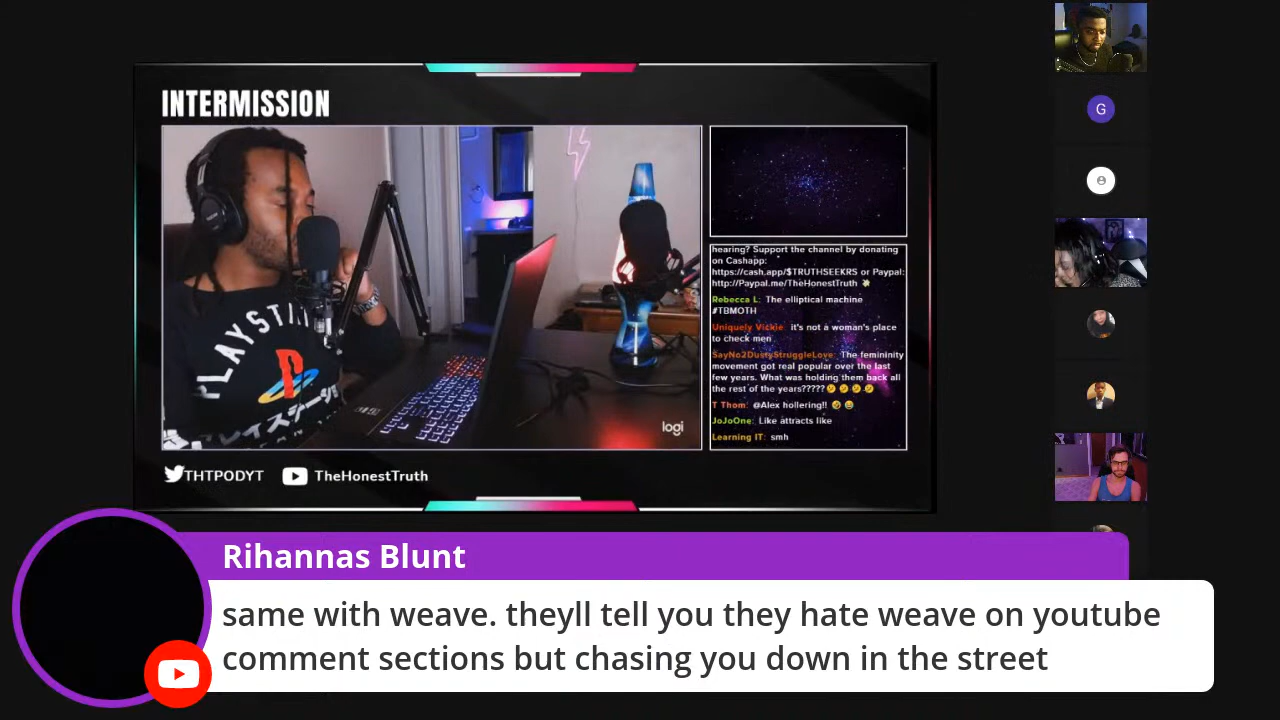 INTERMISSION
PLAYSTA
logi
hearing? Support the channel by donating
on Cashapp:
https://cash.app/$TRUTHSEEKRS or Paypal:
http://Paypal.me/TheHonestTruth
Rebecca L: The elliptical machine
#TBMOTH
Uniquely Vickie: it's not a woman's place
to check men
SayNo2DustyStruggleLove: The femininity
movement got real popular over the last
few years. What was holding them back all
the rest of the years?????
T Thom: @Alex hollering!!
JoJoOne: Like attracts like
Learning IT: smh
THTPODYT
TheHonestTruth
G
Rihannas Blunt
same with weave. theyll tell you they hate weave on youtube
comment sections but chasing you down in the street